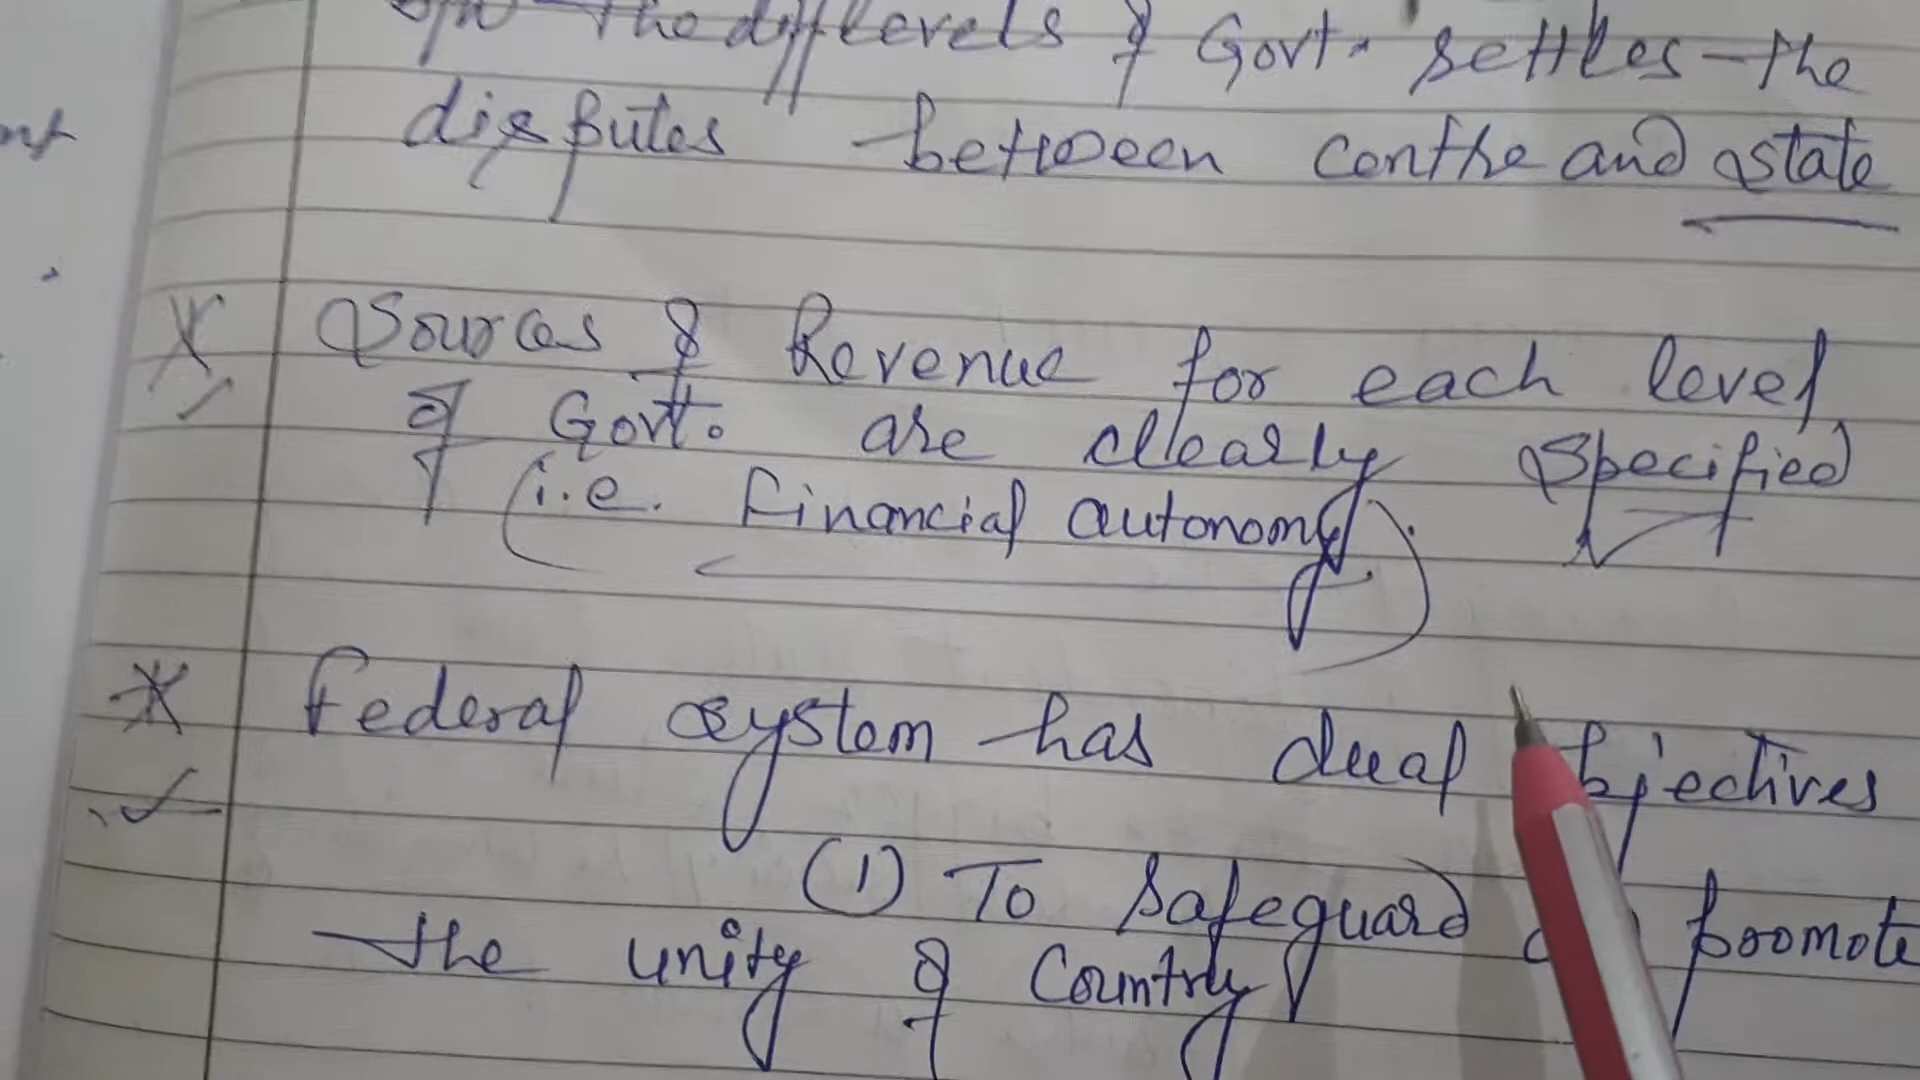 the diff levels of Govt. settles the
disputes between centre and state
Sources of Revenue for each level
of Govt. are clearly specified
(i.e. Financial autonomy)
Federal system has dual objectives
(1) To safeguard promote
the unity of Country